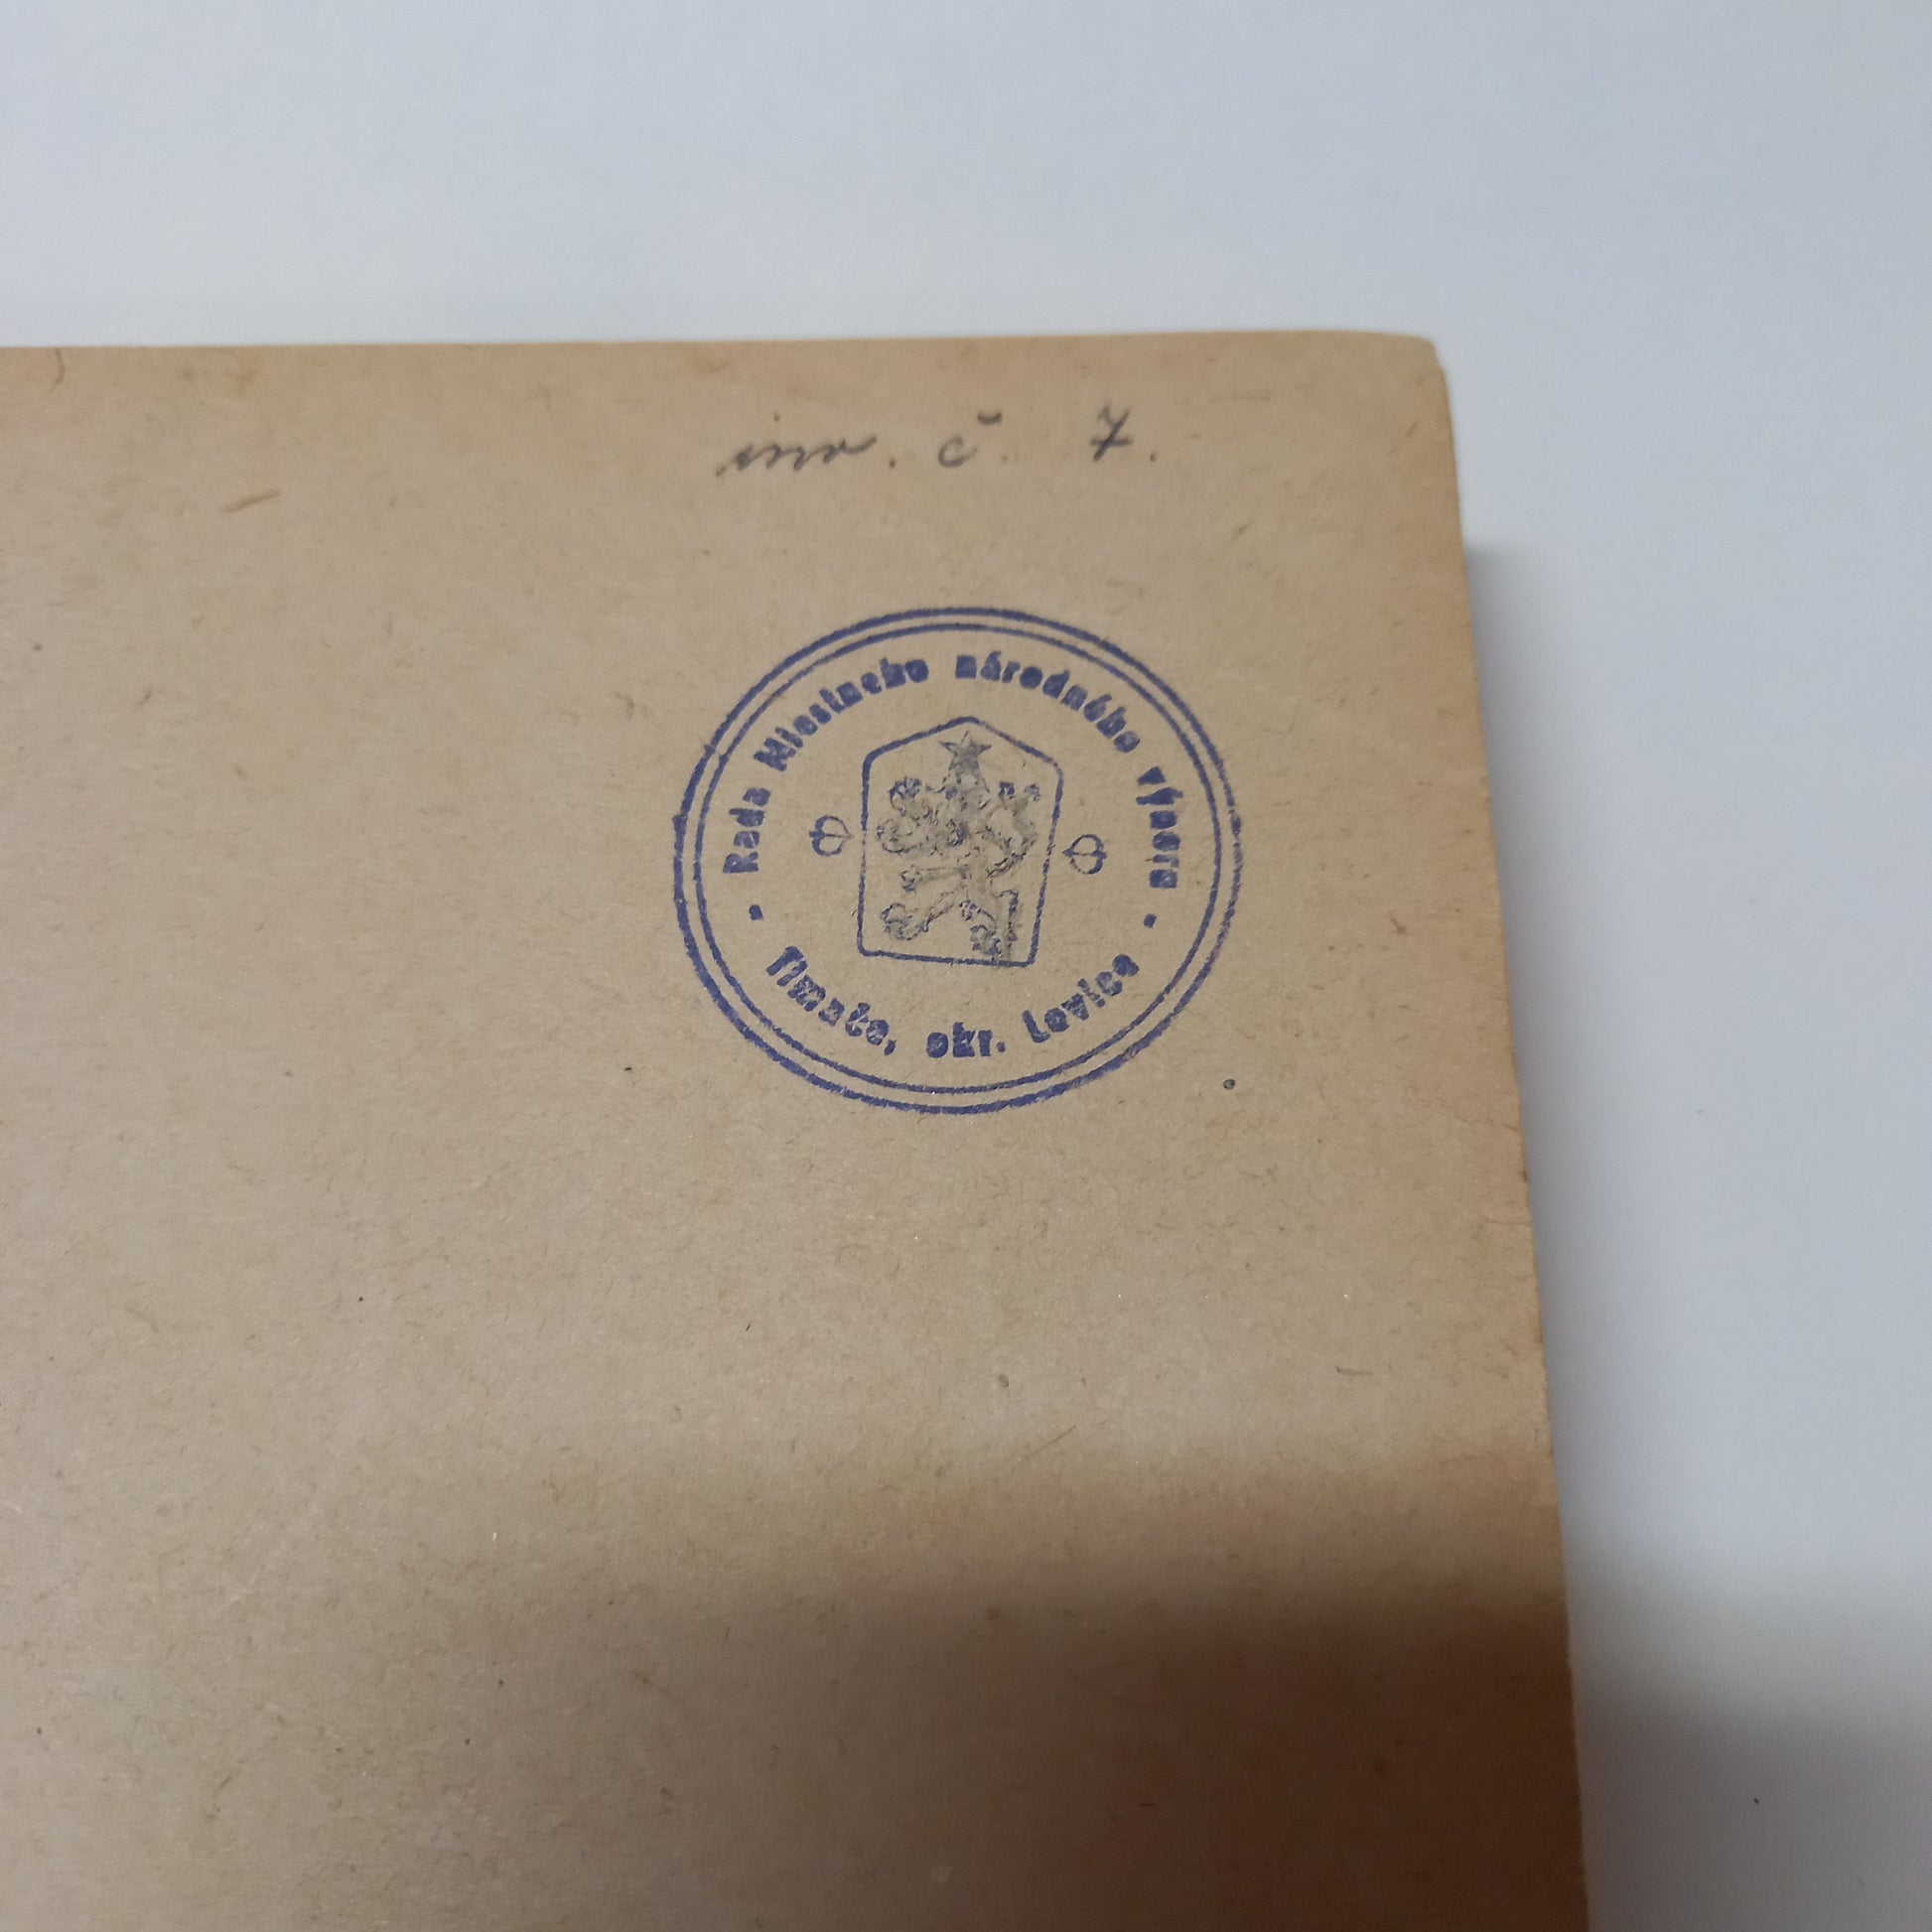 inv. č. 7.
Rada Miestneho národného výboru
Tlmače, okr. Levice